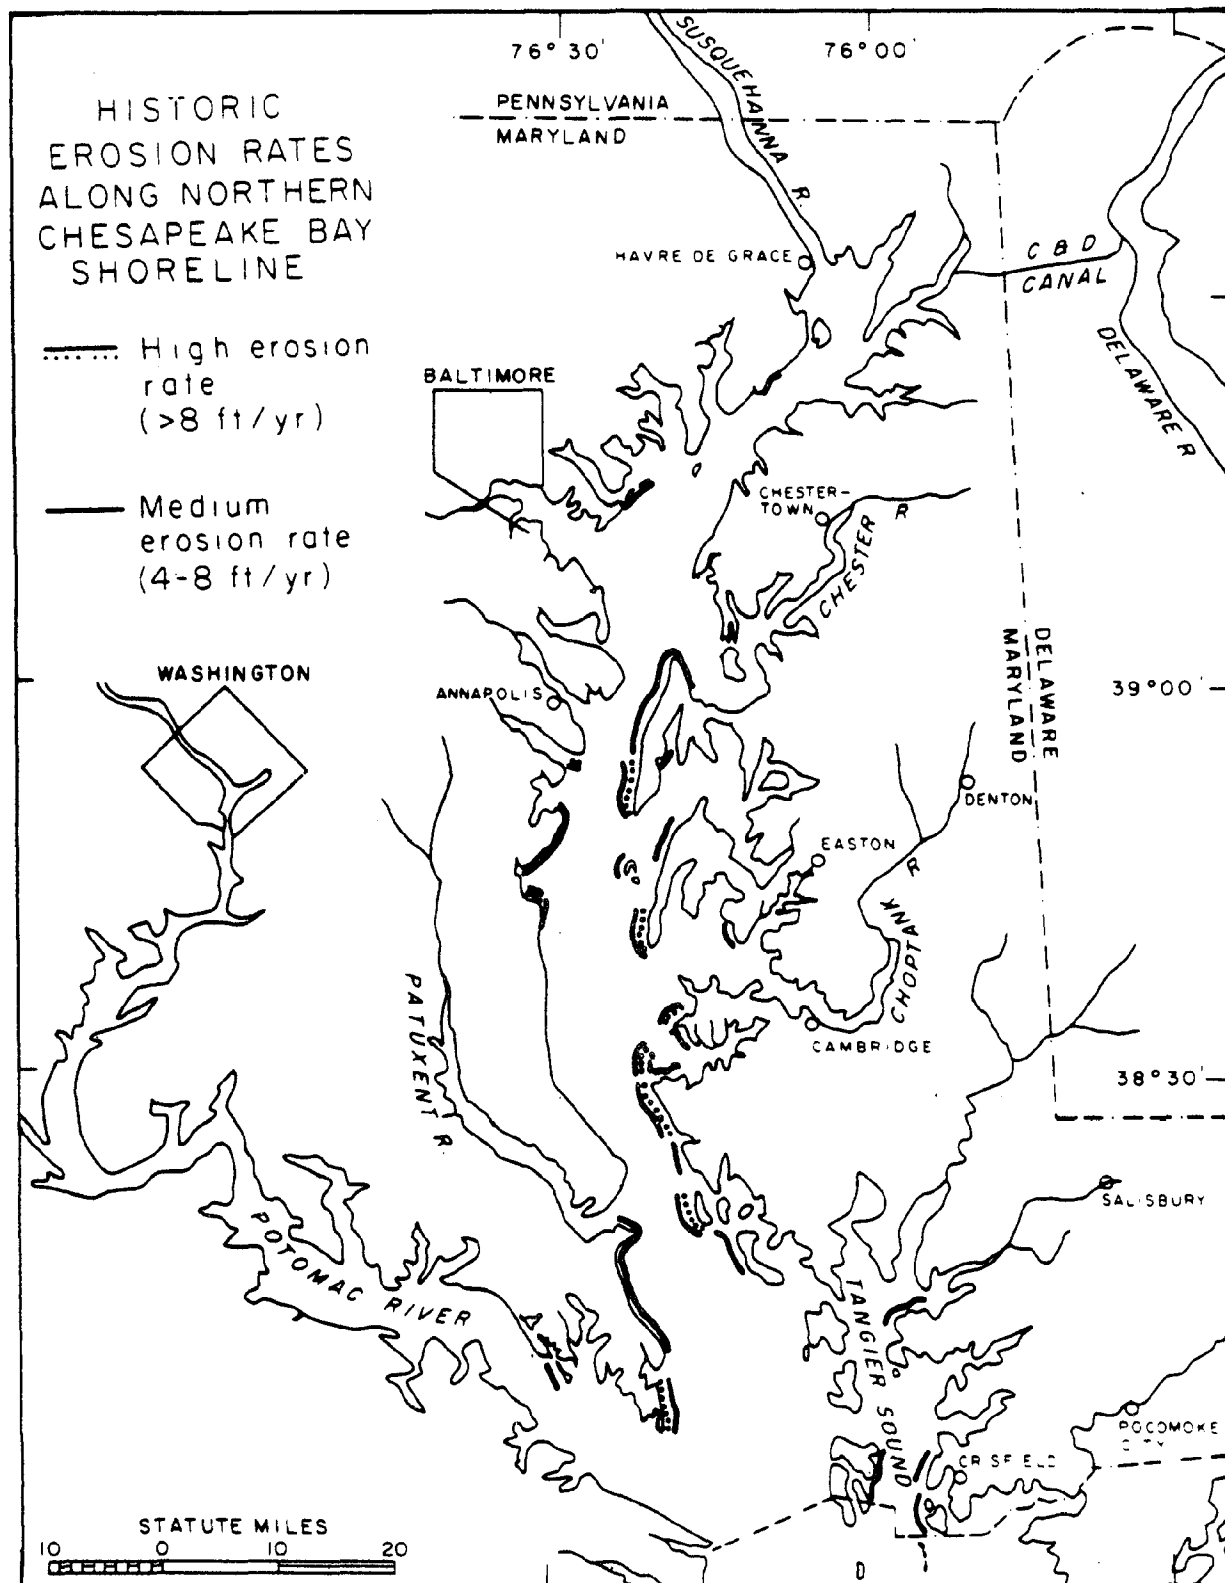 76° 30'
76° 00'
SUSQUEHANNA R.
PENNSYLVANIA
MARYLAND
HISTORIC
EROSION RATES
ALONG NORTHERN
CHESAPEAKE BAY
SHORELINE
HAVRE DE GRACE
C B D
CANAL
DELAWARE R
High erosion
rate
(>8 ft/yr)
BALTIMORE
Medium
erosion rate
(4-8 ft/yr)
CHESTER-
TOWN
CHESTER R
DELAWARE
MARYLAND
WASHINGTON
ANNAPOLIS
39° 00'
DENTON
EASTON
CHOPTANK R
PATUXENT R.
CAMBRIDGE
38° 30'
SALISBURY
POTOMAC RIVER
TANGIER SOUND
POCOMOKE
CITY
CRISFIELD
STATUTE MILES
10 0 10 20
D